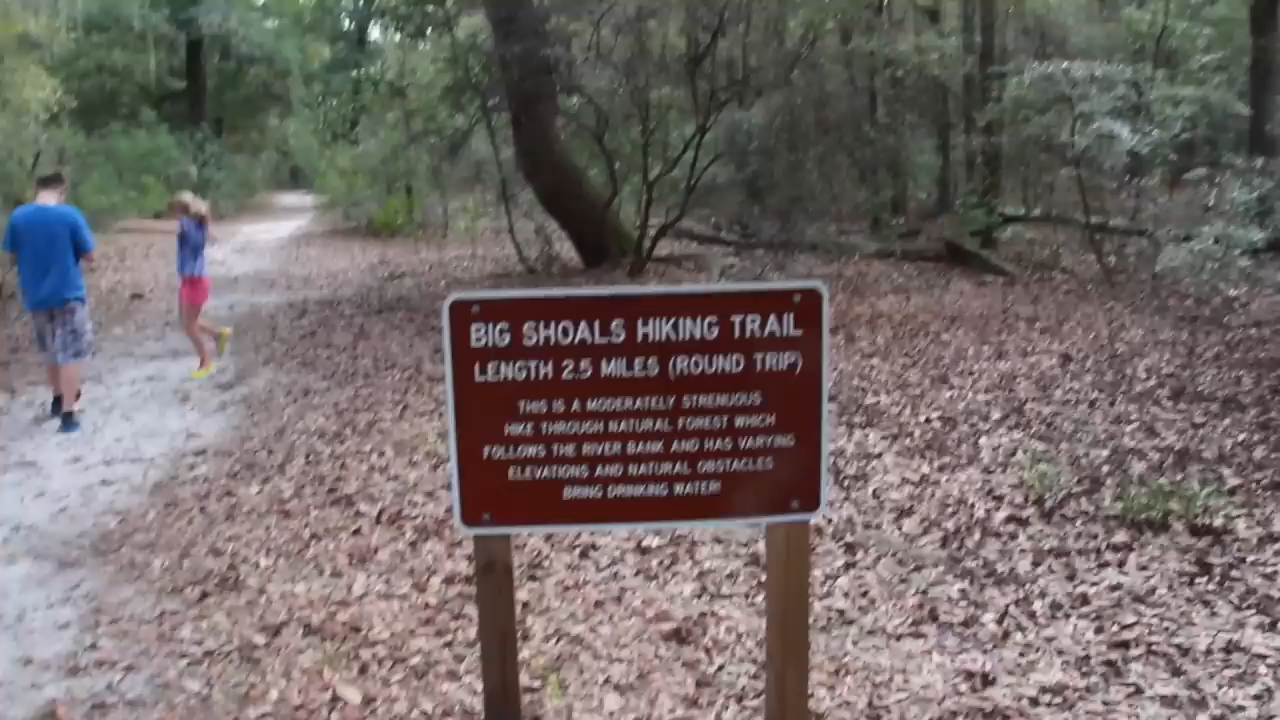 BIG SHOALS HIKING TRAIL
LENGTH 2.5 MILES (ROUND TRIP)
THIS IS A MODERATELY STRENUOUS
HIKE THROUGH NATURAL FOREST WHICH
FOLLOWS THE RIVER BANK AND HAS VARYING
ELEVATIONS AND NATURAL OBSTACLES
BRING DRINKING WATER!